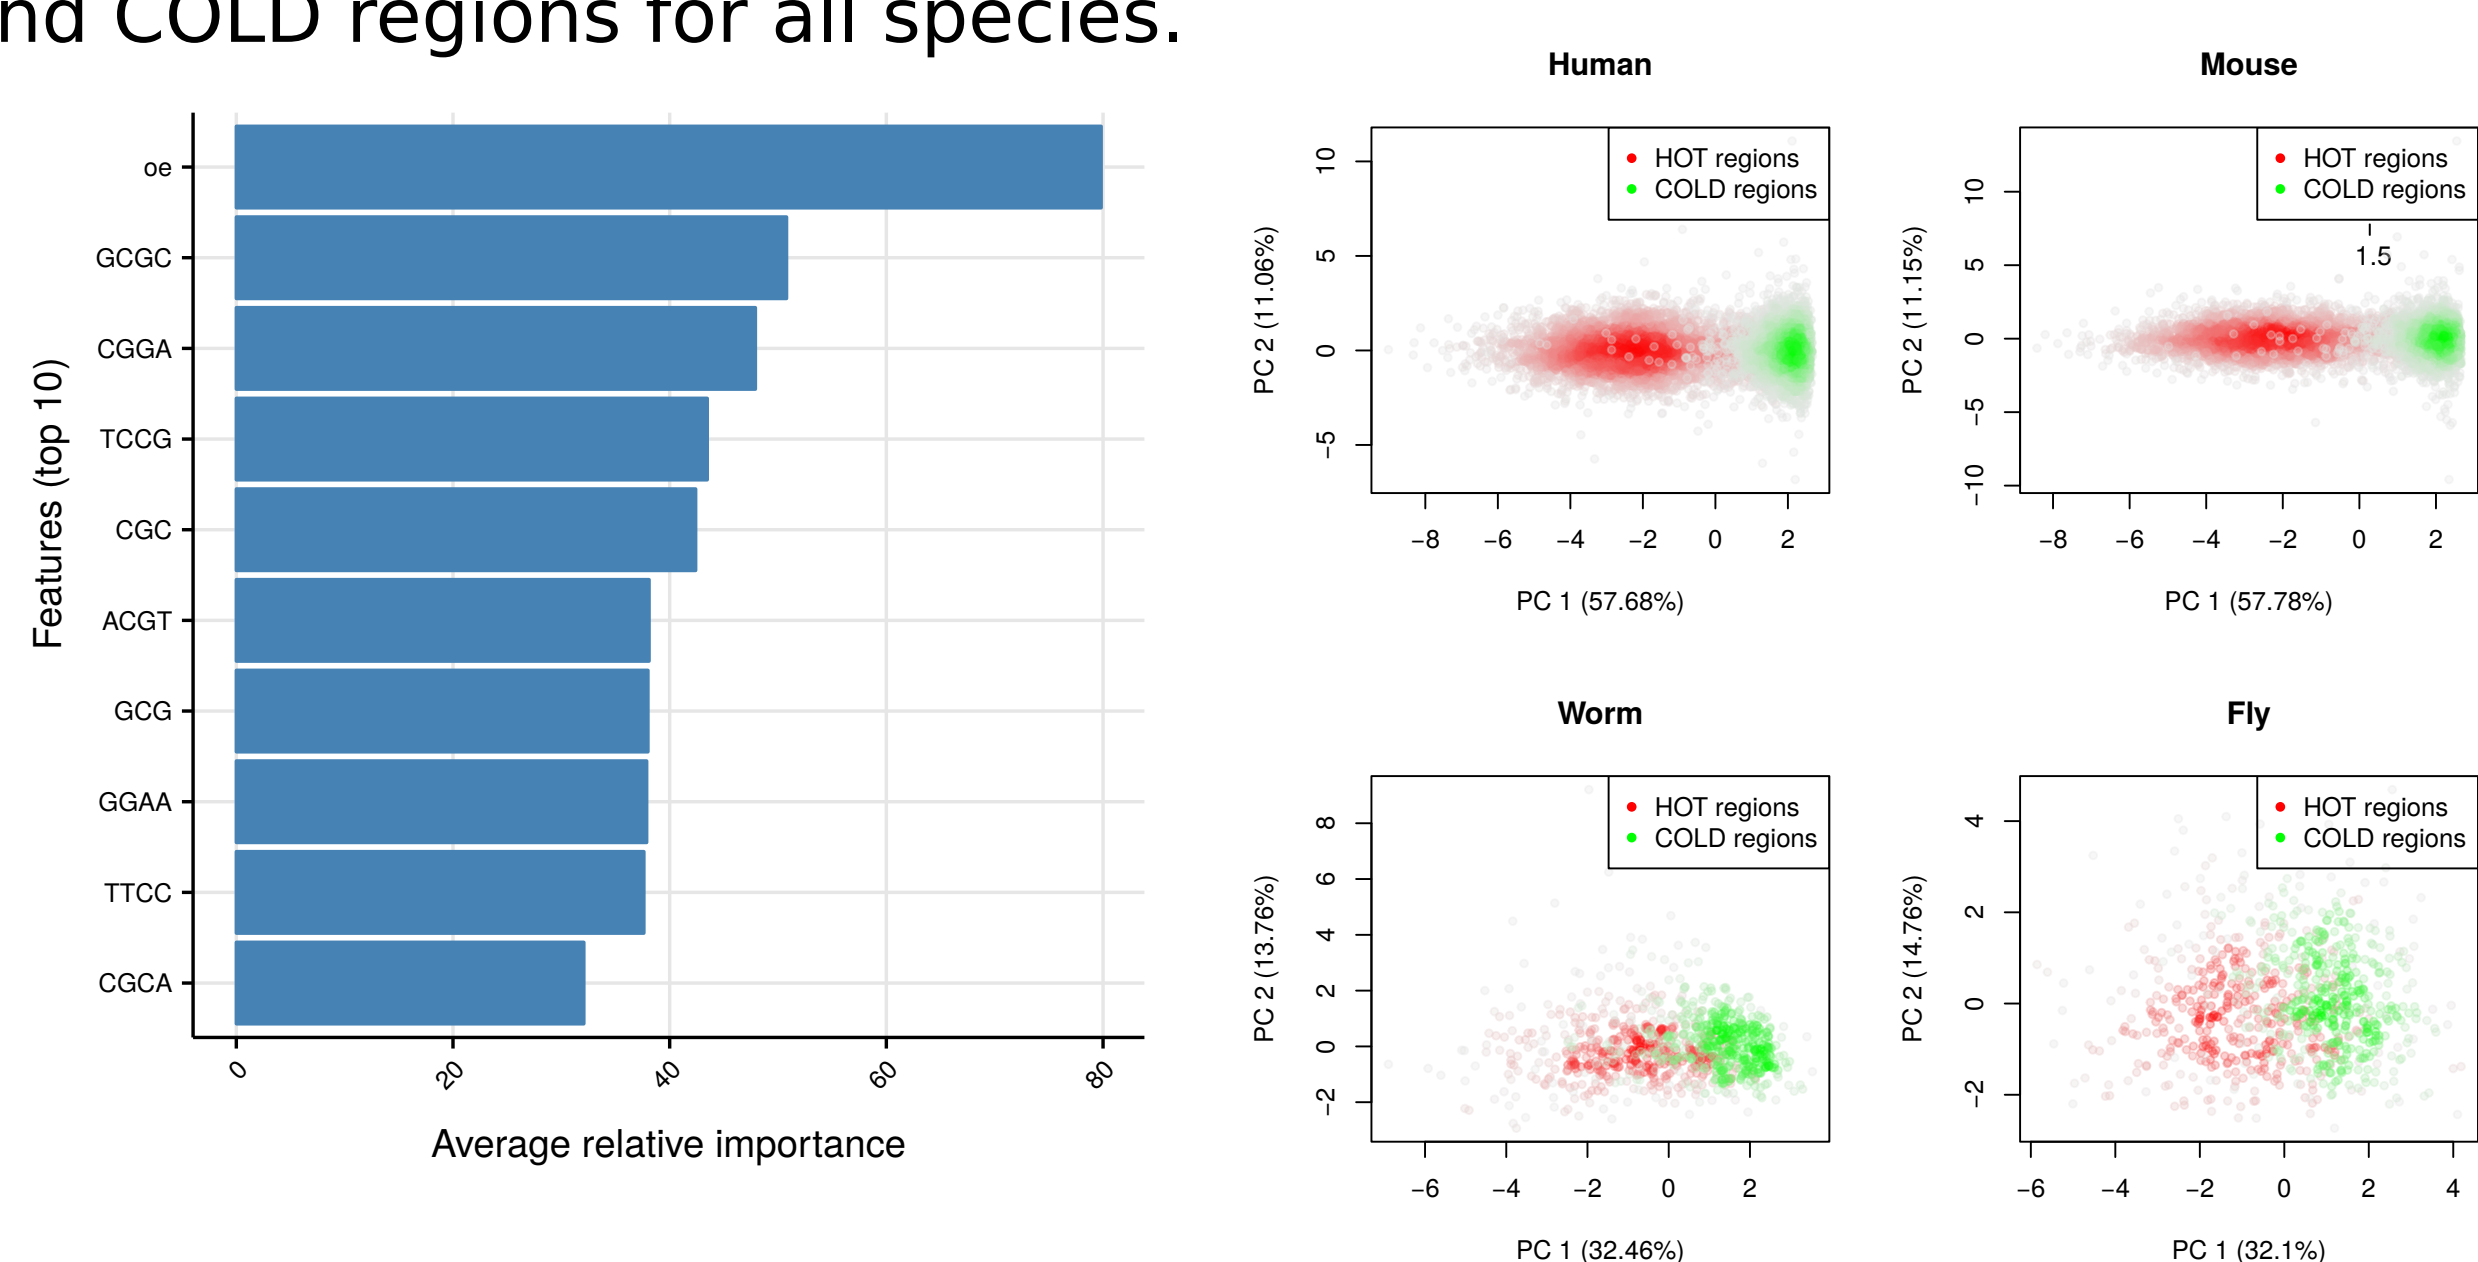 nd COLD regions for all species.
Features (top 10)
oe
GCGC
CGGA
TCCG
CGC
ACGT
GCG
GGAA
TTCC
CGCA
0 20 40 60 80
Average relative importance
Human
HOT regions
COLD regions
PC 2 (11.06%)
10
5
0
−5
−8 −6 −4 −2 0 2
PC 1 (57.68%)
Mouse
HOT regions
COLD regions
1.5
PC 2 (11.15%)
10
5
0
−5
−10
−8 −6 −4 −2 0 2
PC 1 (57.78%)
Worm
HOT regions
COLD regions
PC 2 (13.76%)
8
6
4
2
0
−2
−6 −4 −2 0 2
PC 1 (32.46%)
Fly
HOT regions
COLD regions
PC 2 (14.76%)
4
2
0
−2
−6 −4 −2 0 2 4
PC 1 (32.1%)